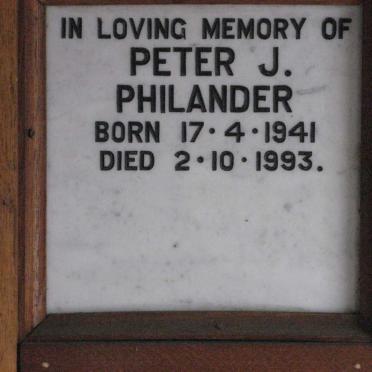 IN LOVING MEMORY OF
PETER J.
PHILANDER
BORN 17·4·1941
DIED 2·10·1993.